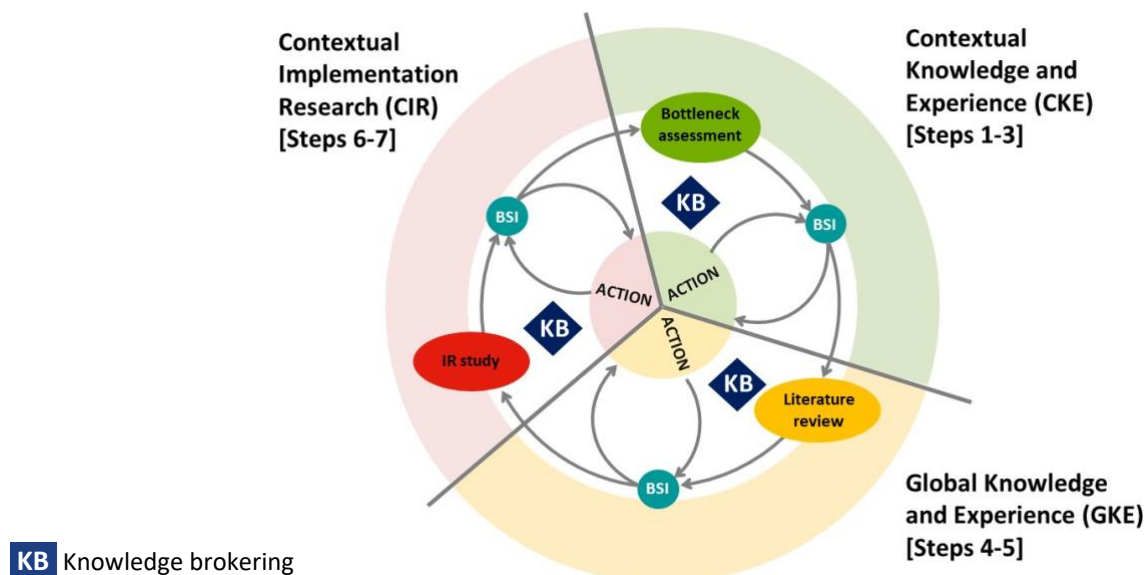 Contextual
Implementation
Research (CIR)
[Steps 6-7]
Contextual
Knowledge and
Experience (CKE)
[Steps 1-3]
Bottleneck
assessment
KB
BSI
BSI
ACTION
ACTION
ACTION
KB
KB
IR study
Literature
review
BSI
Global Knowledge
and Experience (GKE)
[Steps 4-5]
KB Knowledge brokering